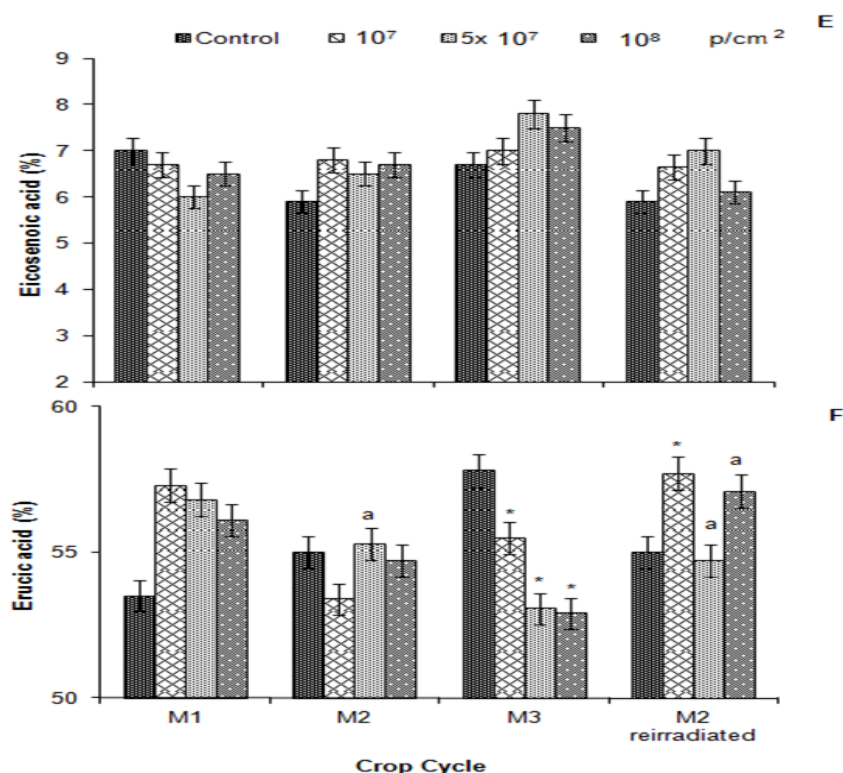 E
Control 10⁷ 5x 10⁷ 10⁸ p/cm ²
9
8
7
6
5
4
3
2
Eicosenoic acid (%)
F
60
55
50
Erucic acid (%)
a
*
*
*
*
a
a
M1 M2 M3 M2
reirradiated
Crop Cycle